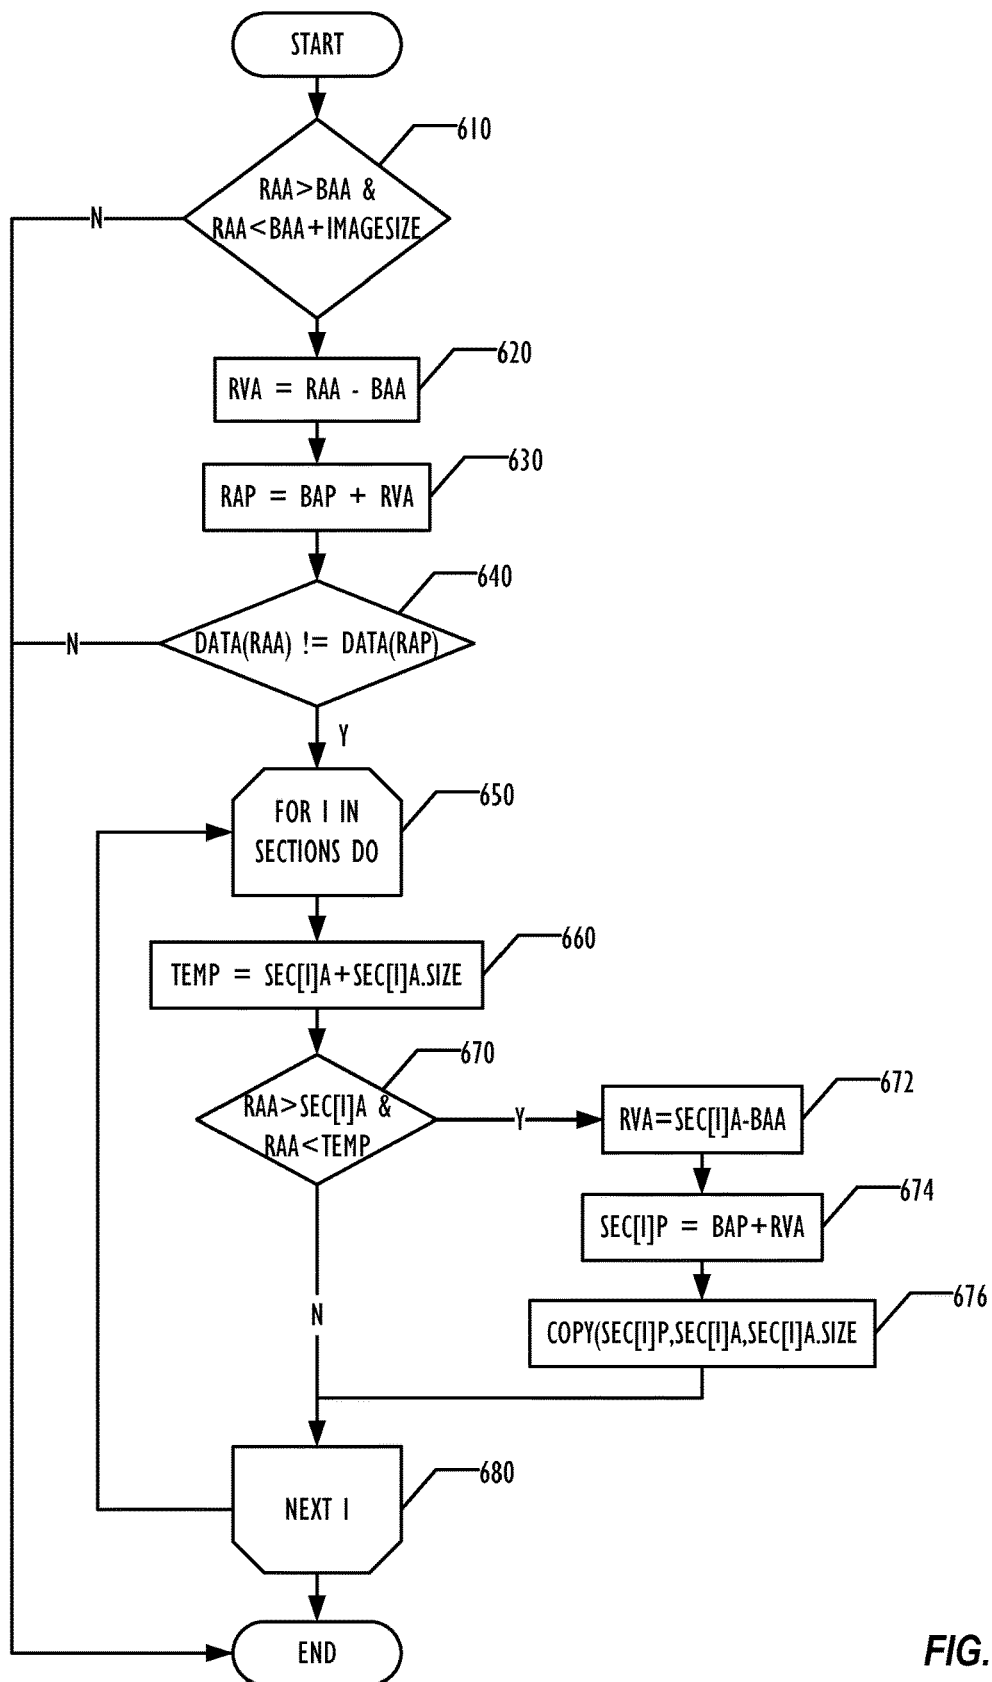 START
610
RAA>BAA &
RAA<BAA+IMAGESIZE
N
620
RVA = RAA - BAA
630
RAP = BAP + RVA
640
DATA(RAA) != DATA(RAP)
N
Y
650
FOR I IN
SECTIONS DO
660
TEMP = SEC[I]A+SEC[I]A.SIZE
670
RAA>SEC[I]A &
RAA<TEMP
Y
672
RVA=SEC[I]A-BAA
674
SEC[I]P = BAP+RVA
676
COPY(SEC[I]P,SEC[I]A,SEC[I]A.SIZE
N
680
NEXT I
END
FIG.